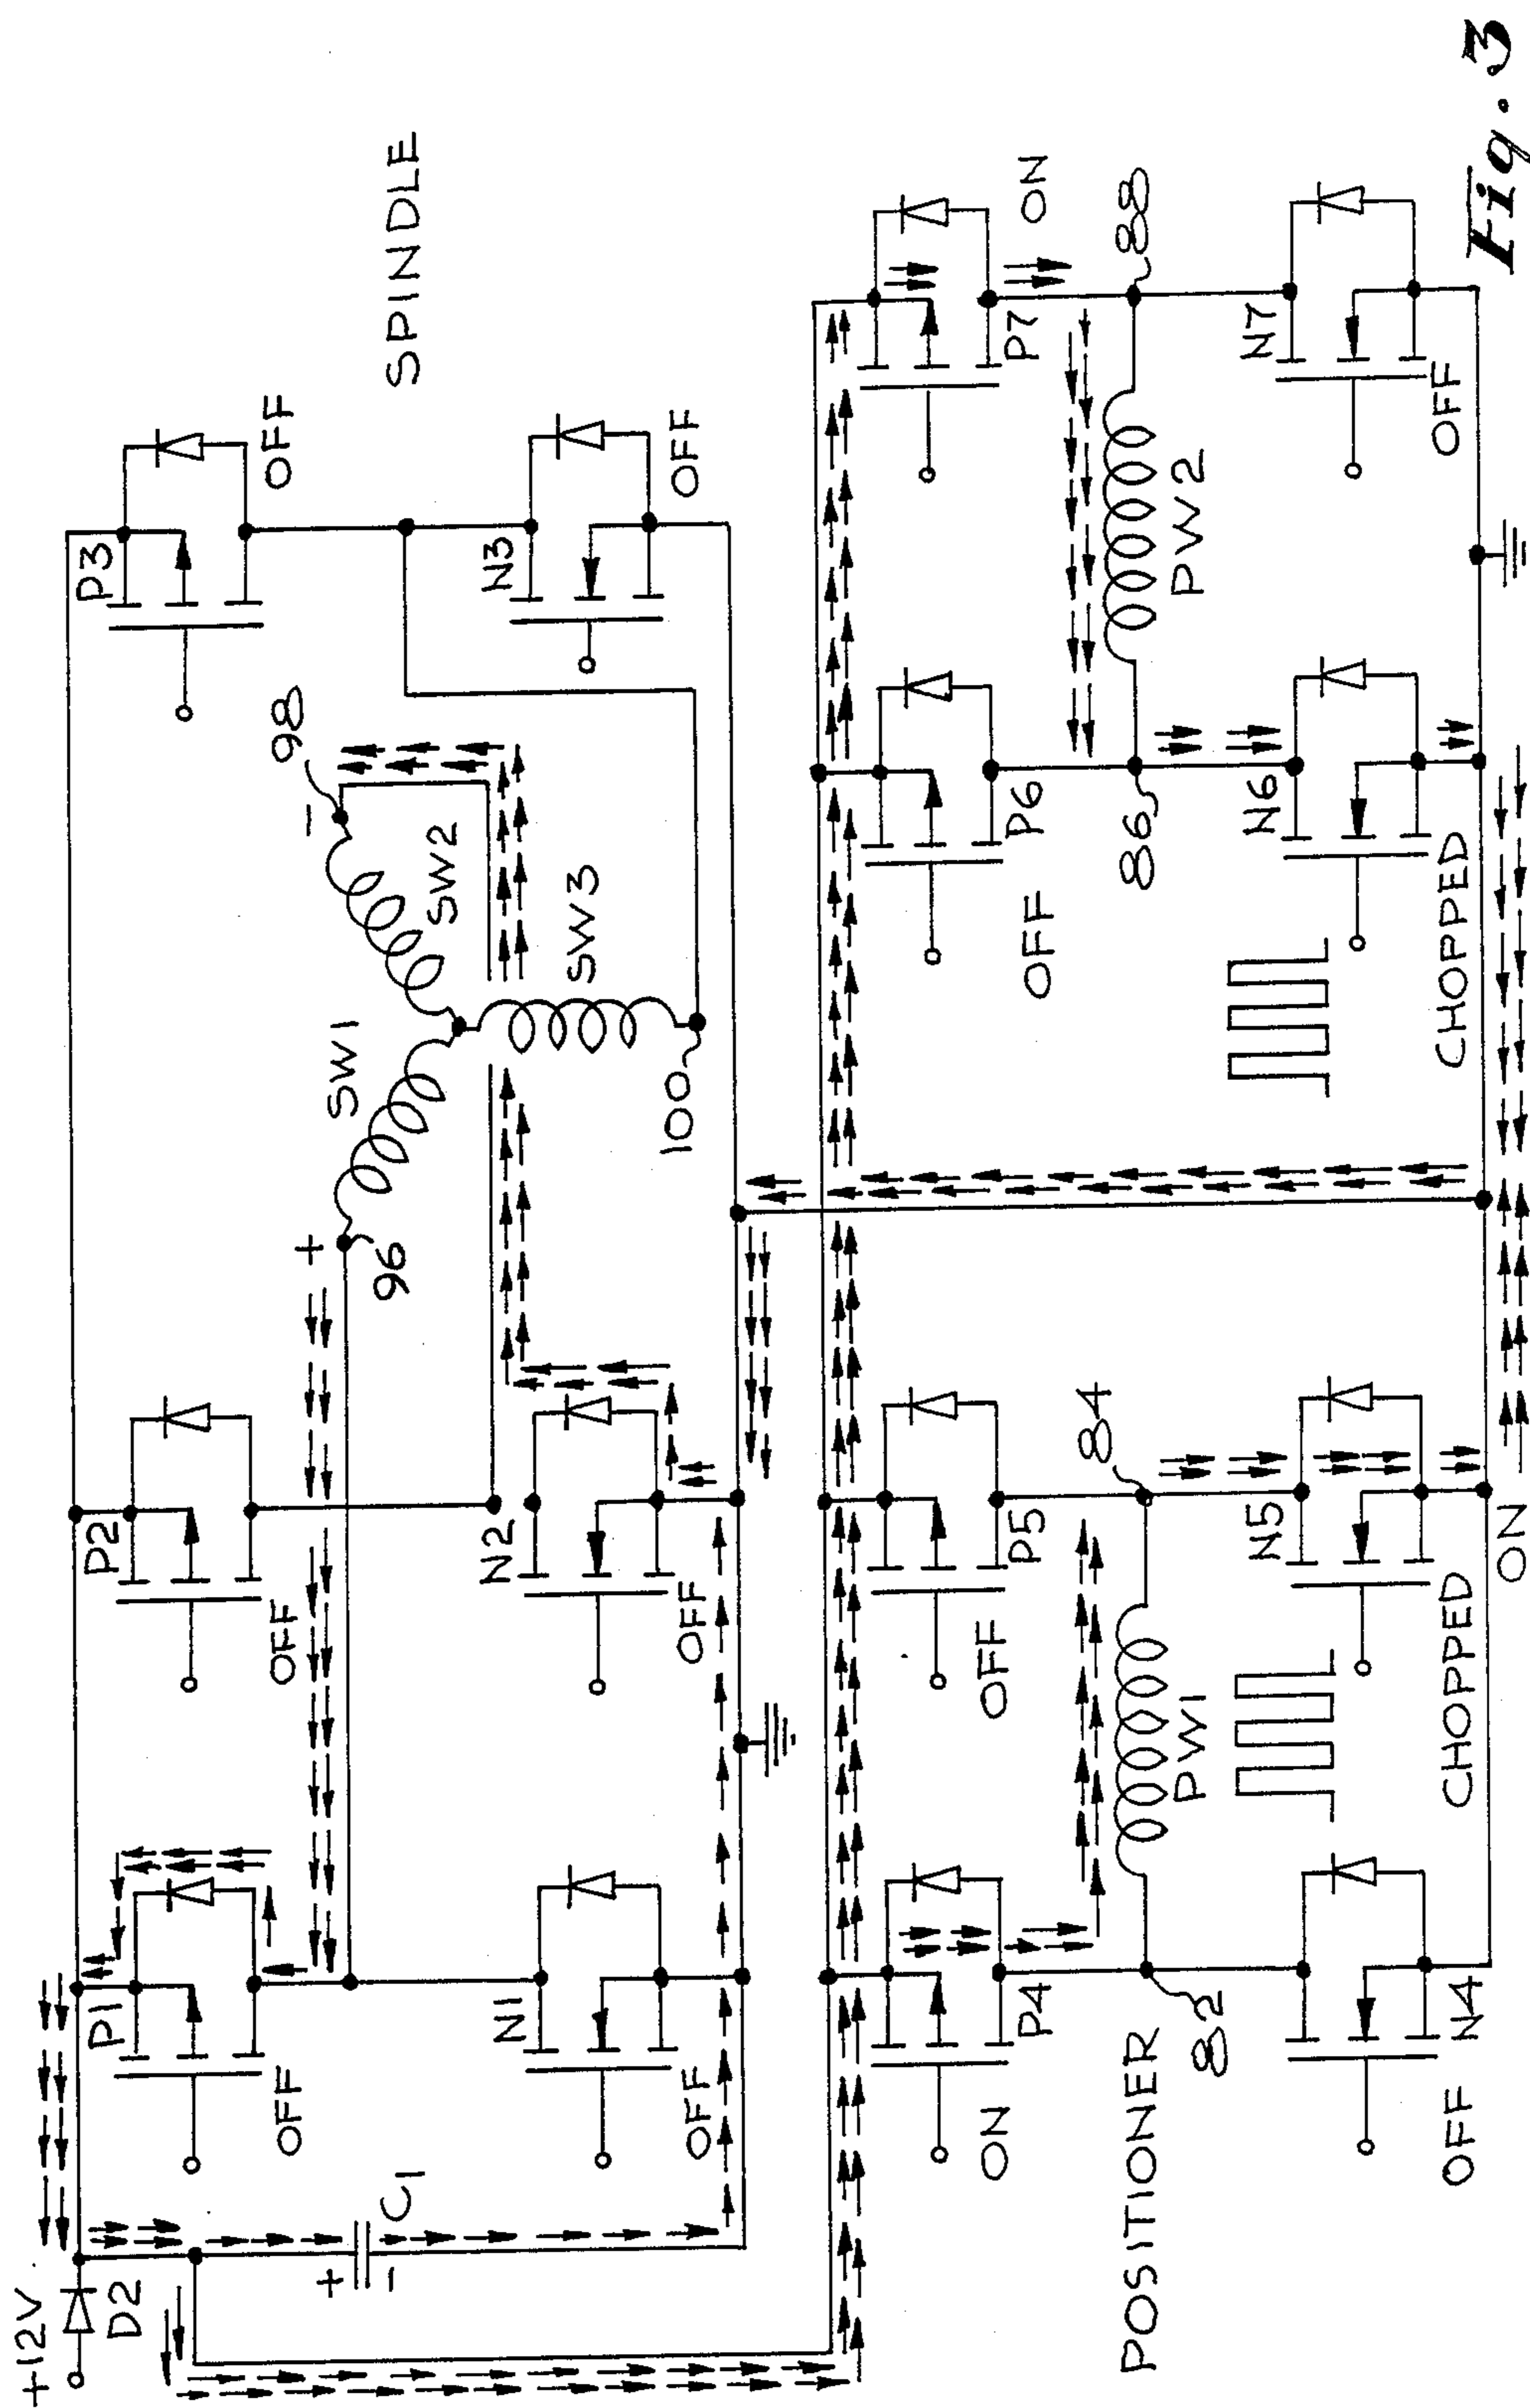 +12V
D2
C1
+
-
P1
OFF
P2
OFF
P3
OFF
SPINDLE
+
96
SW1
-
98
SW2
SW3
100
N1
OFF
N2
OFF
N3
OFF
POSITIONER
P4
ON
P5
OFF
P6
OFF
P7
ON
82
PW1
84
86
PW2
88
N4
OFF
N5
CHOPPED
ON
N6
CHOPPED
N7
OFF
Fig. 3